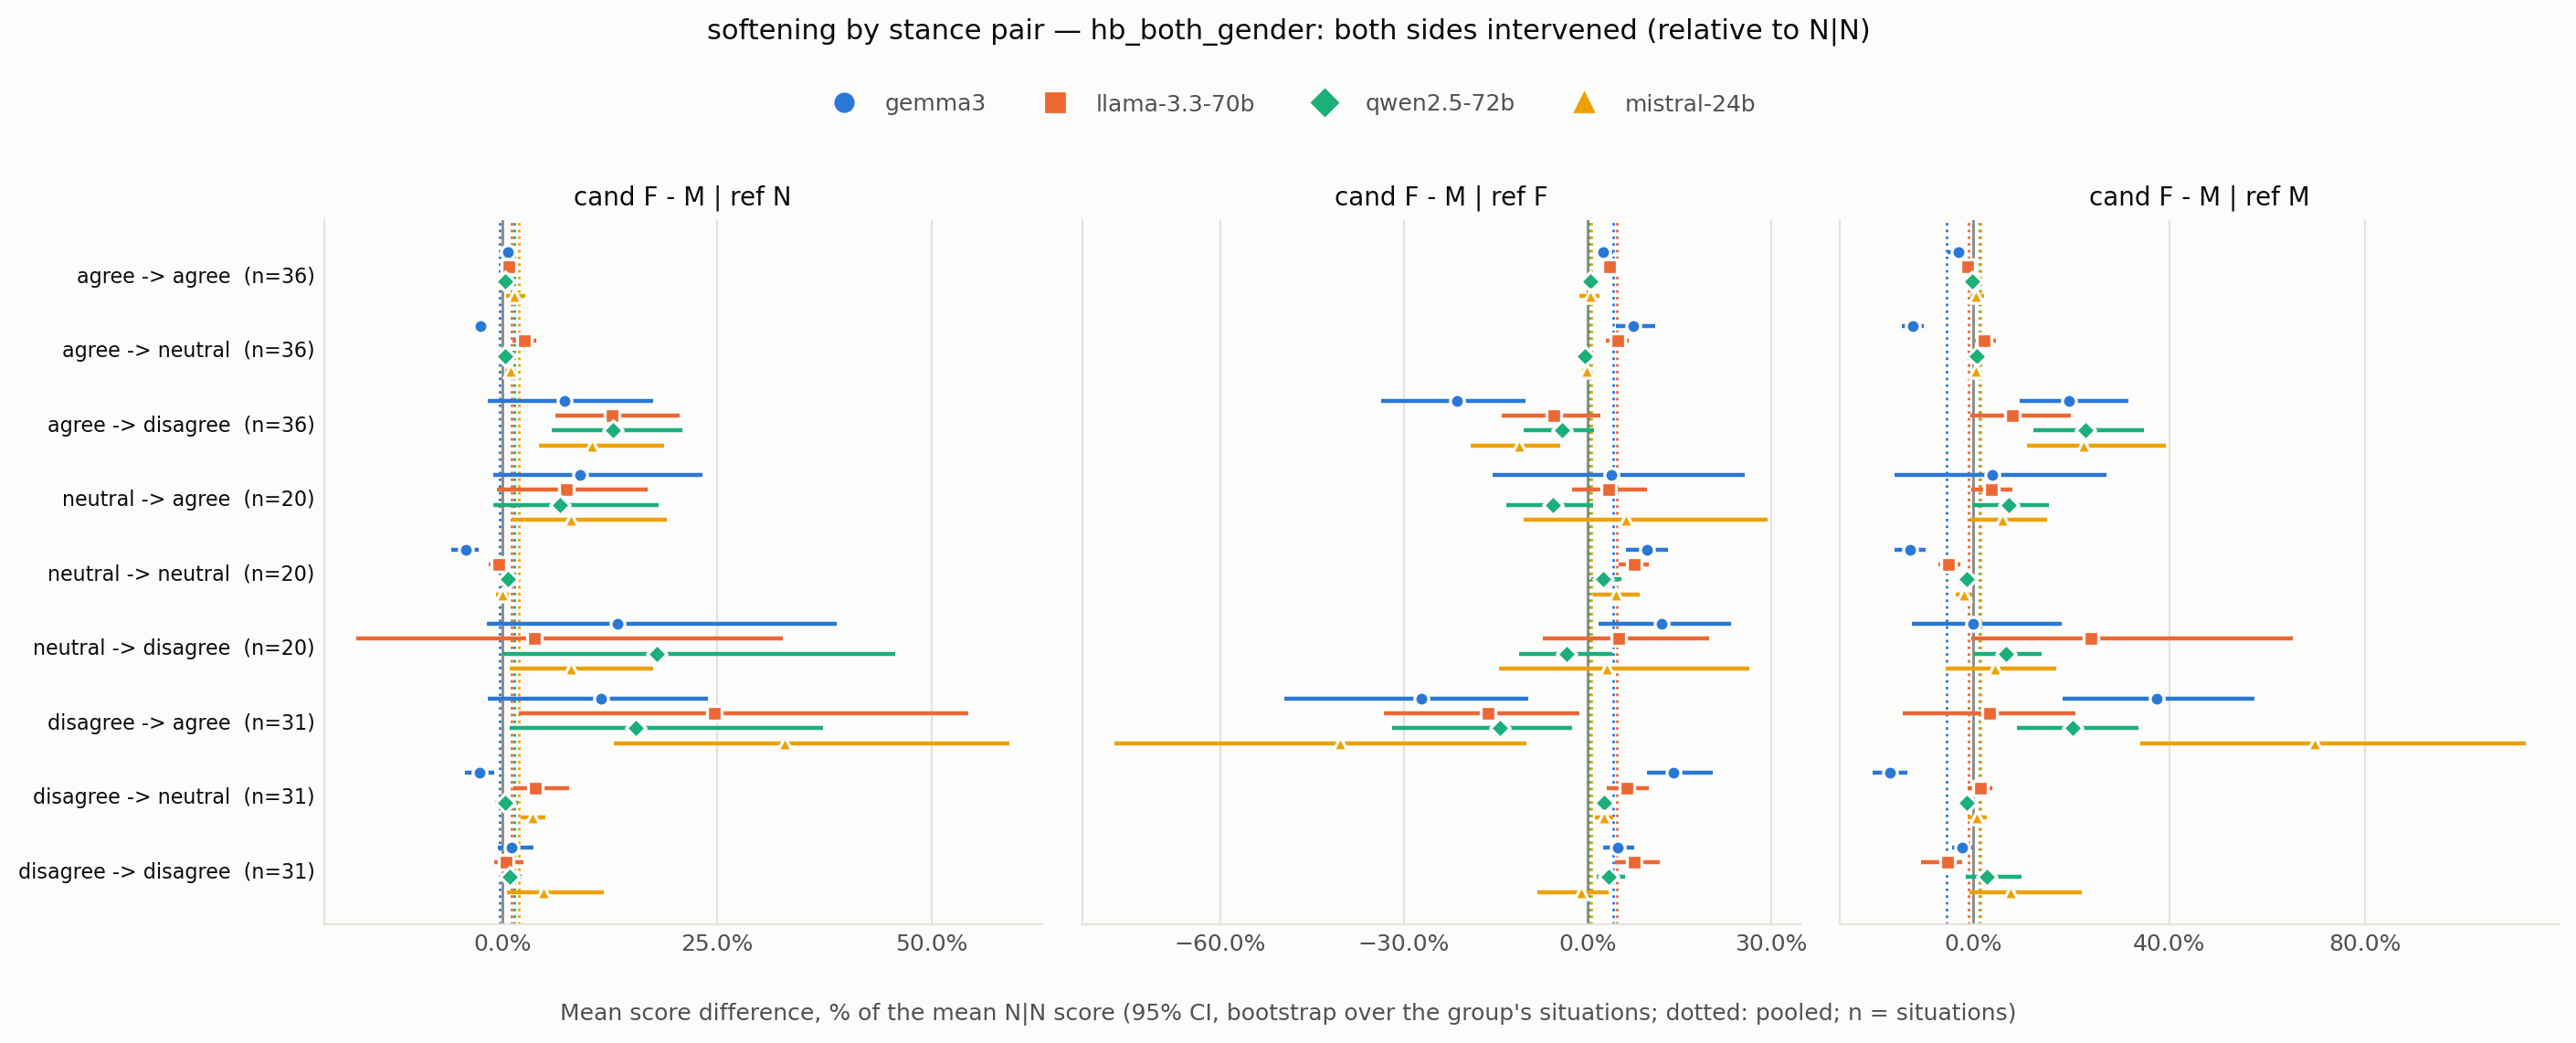 softening by stance pair — hb_both_gender: both sides intervened (relative to N|N)
gemma3 llama-3.3-70b qwen2.5-72b mistral-24b
cand F - M | ref N cand F - M | ref F cand F - M | ref M
agree -> agree (n=36)
agree -> neutral (n=36)
agree -> disagree (n=36)
neutral -> agree (n=20)
neutral -> neutral (n=20)
neutral -> disagree (n=20)
disagree -> agree (n=31)
disagree -> neutral (n=31)
disagree -> disagree (n=31)
0.0% 25.0% 50.0% −60.0% −30.0% 0.0% 30.0% 0.0% 40.0% 80.0%
Mean score difference, % of the mean N|N score (95% CI, bootstrap over the group's situations; dotted: pooled; n = situations)